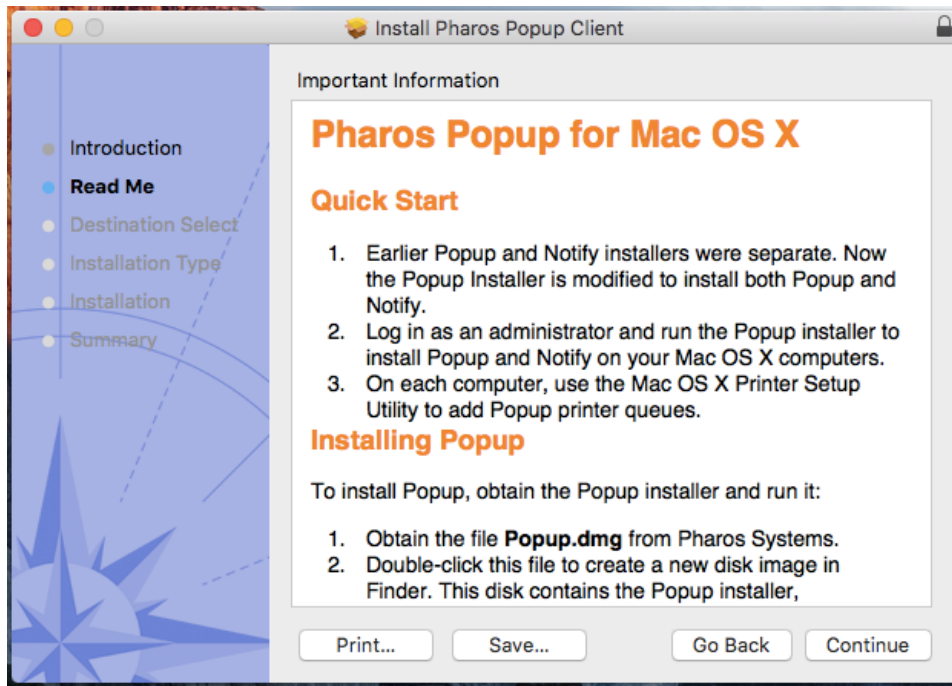 Install Pharos Popup Client
Important Information
Introduction
Read Me
Destination Select
Installation Type
Installation
Summary
Pharos Popup for Mac OS X
Quick Start
1. Earlier Popup and Notify installers were separate. Now
the Popup Installer is modified to install both Popup and
Notify.
2. Log in as an administrator and run the Popup installer to
install Popup and Notify on your Mac OS X computers.
3. On each computer, use the Mac OS X Printer Setup
Utility to add Popup printer queues.
Installing Popup
To install Popup, obtain the Popup installer and run it:
1. Obtain the file Popup.dmg from Pharos Systems.
2. Double-click this file to create a new disk image in
Finder. This disk contains the Popup installer,
Print...
Save...
Go Back
Continue